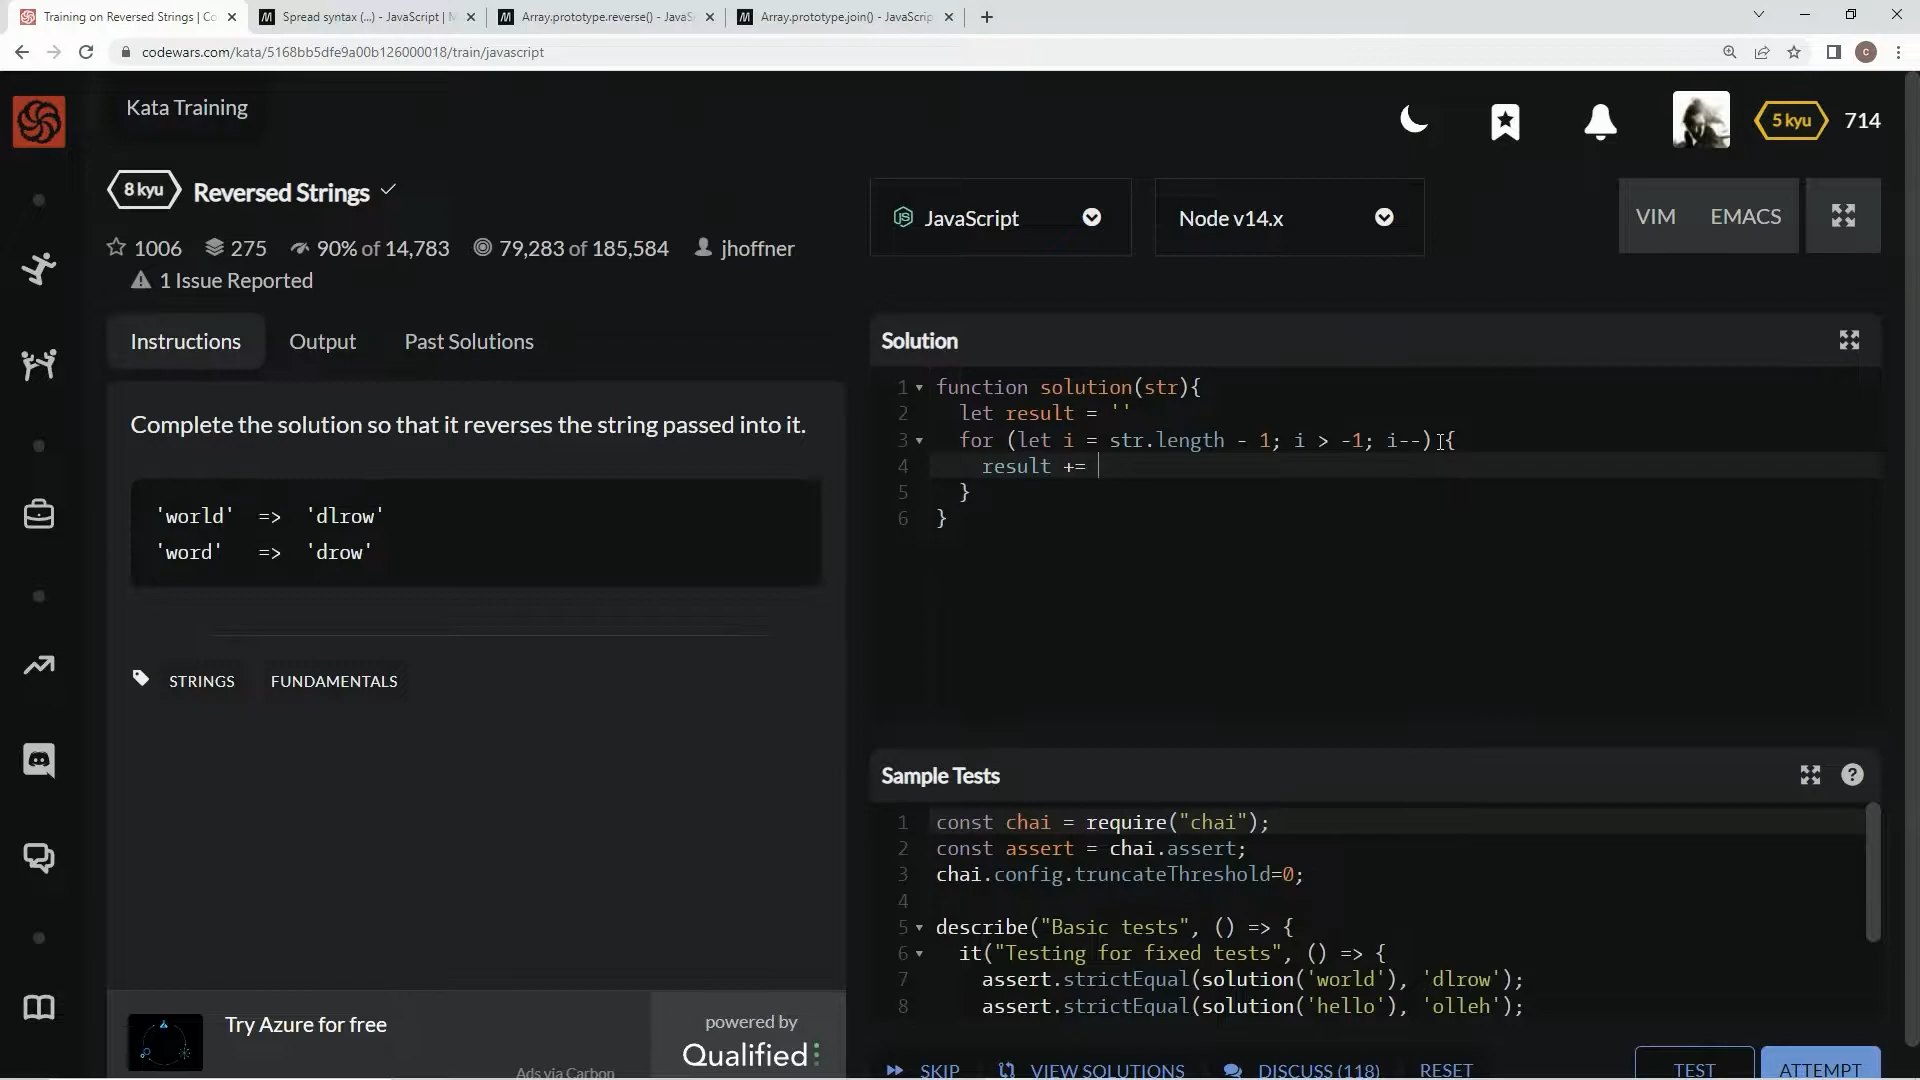 Training on Reversed Strings | Co
Spread syntax (...) - JavaScript | M
Array.prototype.reverse() - JavaS
Array.prototype.join() - JavaScrip
codewars.com/kata/5168bb5dfe9a00b126000018/train/javascript
c
Kata Training
5 kyu
714
8 kyu
Reversed Strings
1006
275
90% of 14,783
79,283 of 185,584
jhoffner
1 Issue Reported
JavaScript
Node v14.x
VIM
EMACS
Instructions
Output
Past Solutions
Complete the solution so that it reverses the string passed into it.
'world' => 'dlrow'
'word' => 'drow'
STRINGS
FUNDAMENTALS
Try Azure for free
Ads via Carbon
powered by
Qualified
Solution
1 function solution(str){
2 let result = ''
3 for (let i = str.length - 1; i > -1; i--) {
4 result +=
5 }
6 }
Sample Tests
?
1 const chai = require("chai");
2 const assert = chai.assert;
3 chai.config.truncateThreshold=0;
4
5 describe("Basic tests", () => {
6 it("Testing for fixed tests", () => {
7 assert.strictEqual(solution('world'), 'dlrow');
8 assert.strictEqual(solution('hello'), 'olleh');
SKIP
VIEW SOLUTIONS
DISCUSS (118)
RESET
TEST
ATTEMPT